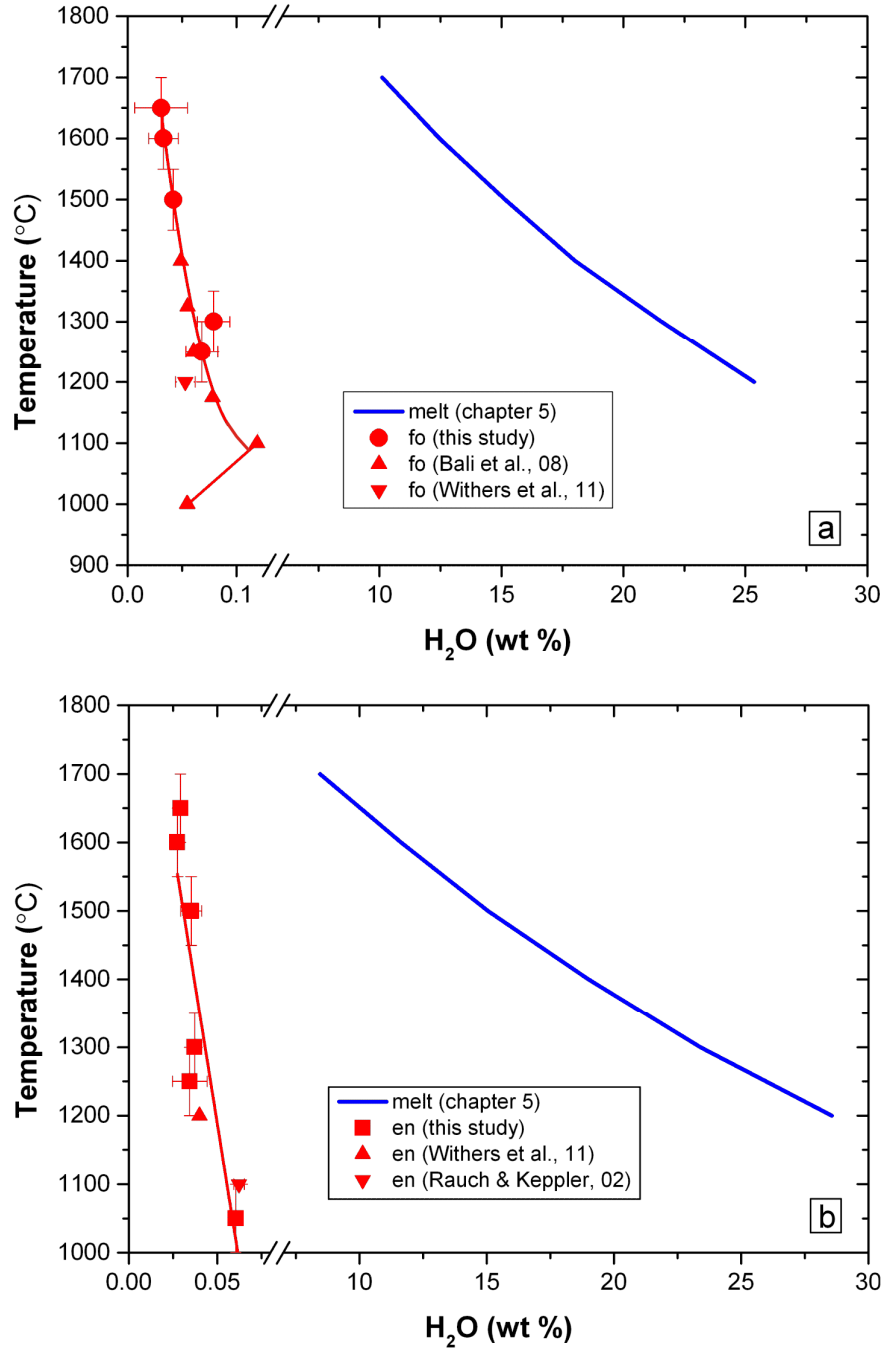 1800
1700
1600
1500
1400
1300
1200
1100
1000
900
Temperature (°C)
melt (chapter 5)
fo (this study)
fo (Bali et al., 08)
fo (Withers et al., 11)
a
0.0 0.1 10 15 20 25 30
H₂O (wt %)
1800
1700
1600
1500
1400
1300
1200
1100
1000
Temperature (°C)
melt (chapter 5)
en (this study)
en (Withers et al., 11)
en (Rauch & Keppler, 02)
b
0.00 0.05 10 15 20 25 30
H₂O (wt %)